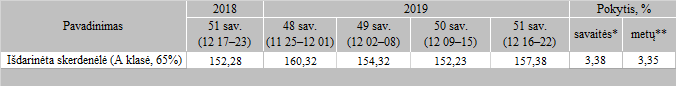 Pavadinimas 2018 2019 Pokytis, %
51 sav. (12 17–23) 48 sav. (11 25–12 01) 49 sav. (12 02–08) 50 sav. (12 09–15) 51 sav. (12 16–22) savaitės* metų**
Išdarinėta skerdenėlė (A klasė, 65%) 152,28 160,32 154,32 152,23 157,38 3,38 3,35